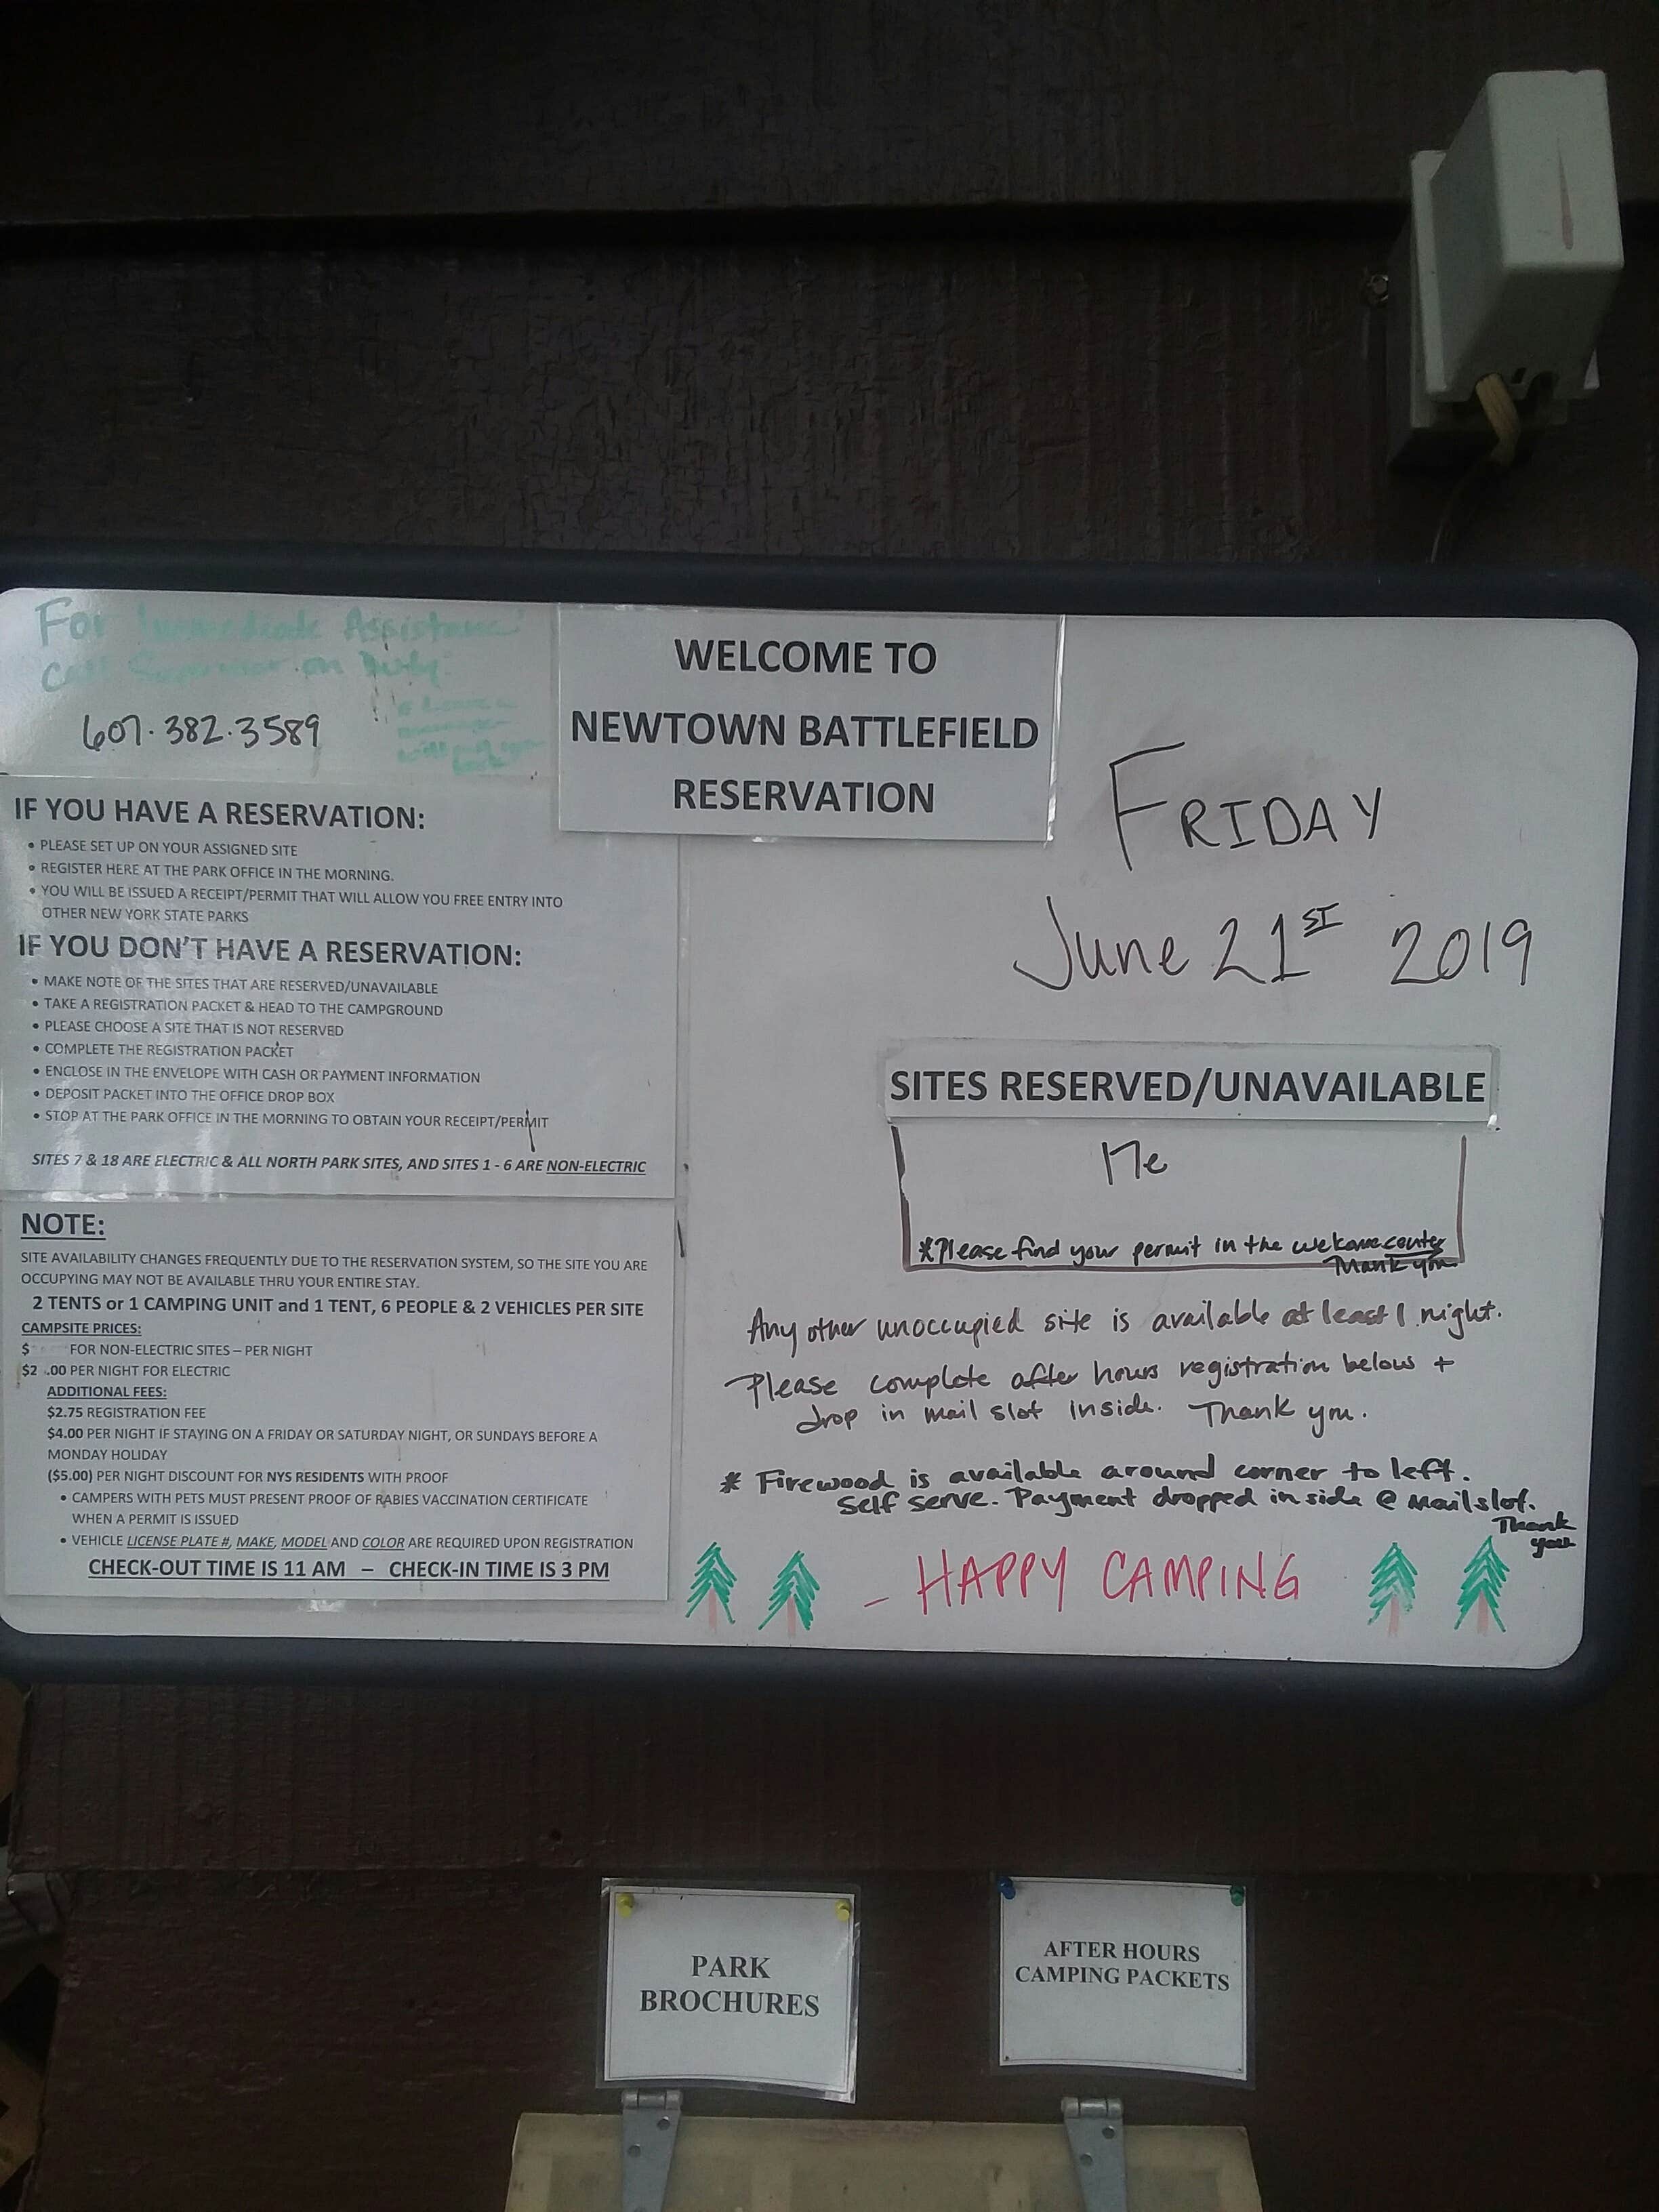 For Immediate Assistance
Call Supervisor on Duty:
607.382.3589
* Leave a
message
back
WELCOME TO
NEWTOWN BATTLEFIELD
RESERVATION
IF YOU HAVE A RESERVATION:
• PLEASE SET UP ON YOUR ASSIGNED SITE
• REGISTER HERE AT THE PARK OFFICE IN THE MORNING.
• YOU WILL BE ISSUED A RECEIPT/PERMIT THAT WILL ALLOW YOU FREE ENTRY INTO
OTHER NEW YORK STATE PARKS
IF YOU DON'T HAVE A RESERVATION:
• MAKE NOTE OF THE SITES THAT ARE RESERVED/UNAVAILABLE
• TAKE A REGISTRATION PACKET & HEAD TO THE CAMPGROUND
• PLEASE CHOOSE A SITE THAT IS NOT RESERVED
• COMPLETE THE REGISTRATION PACKET
• ENCLOSE IN THE ENVELOPE WITH CASH OR PAYMENT INFORMATION
• DEPOSIT PACKET INTO THE OFFICE DROP BOX
• STOP AT THE PARK OFFICE IN THE MORNING TO OBTAIN YOUR RECEIPT/PERMIT
SITES 7 & 18 ARE ELECTRIC & ALL NORTH PARK SITES, AND SITES 1 - 6 ARE NON-ELECTRIC
NOTE:
SITE AVAILABILITY CHANGES FREQUENTLY DUE TO THE RESERVATION SYSTEM, SO THE SITE YOU ARE
OCCUPYING MAY NOT BE AVAILABLE THRU YOUR ENTIRE STAY.
2 TENTS or 1 CAMPING UNIT and 1 TENT, 6 PEOPLE & 2 VEHICLES PER SITE
CAMPSITE PRICES:
$ FOR NON-ELECTRIC SITES – PER NIGHT
$2 .00 PER NIGHT FOR ELECTRIC
ADDITIONAL FEES:
$2.75 REGISTRATION FEE
$4.00 PER NIGHT IF STAYING ON A FRIDAY OR SATURDAY NIGHT, OR SUNDAYS BEFORE A
MONDAY HOLIDAY
($5.00) PER NIGHT DISCOUNT FOR NYS RESIDENTS WITH PROOF
• CAMPERS WITH PETS MUST PRESENT PROOF OF RABIES VACCINATION CERTIFICATE
WHEN A PERMIT IS ISSUED
• VEHICLE LICENSE PLATE #, MAKE, MODEL AND COLOR ARE REQUIRED UPON REGISTRATION
CHECK-OUT TIME IS 11 AM – CHECK-IN TIME IS 3 PM
FRIDAY
June 21ST 2019
SITES RESERVED/UNAVAILABLE
17e
*Please find your permit in the welcome center
Thank you
Any other unoccupied site is available at least 1 night.
Please complete after hours registration below +
drop in mail slot inside. Thank you.
* Firewood is available around corner to left.
Self serve. Payment dropped inside @ mailslot.
Thank
you
- HAPPY CAMPING
PARK
BROCHURES
AFTER HOURS
CAMPING PACKETS